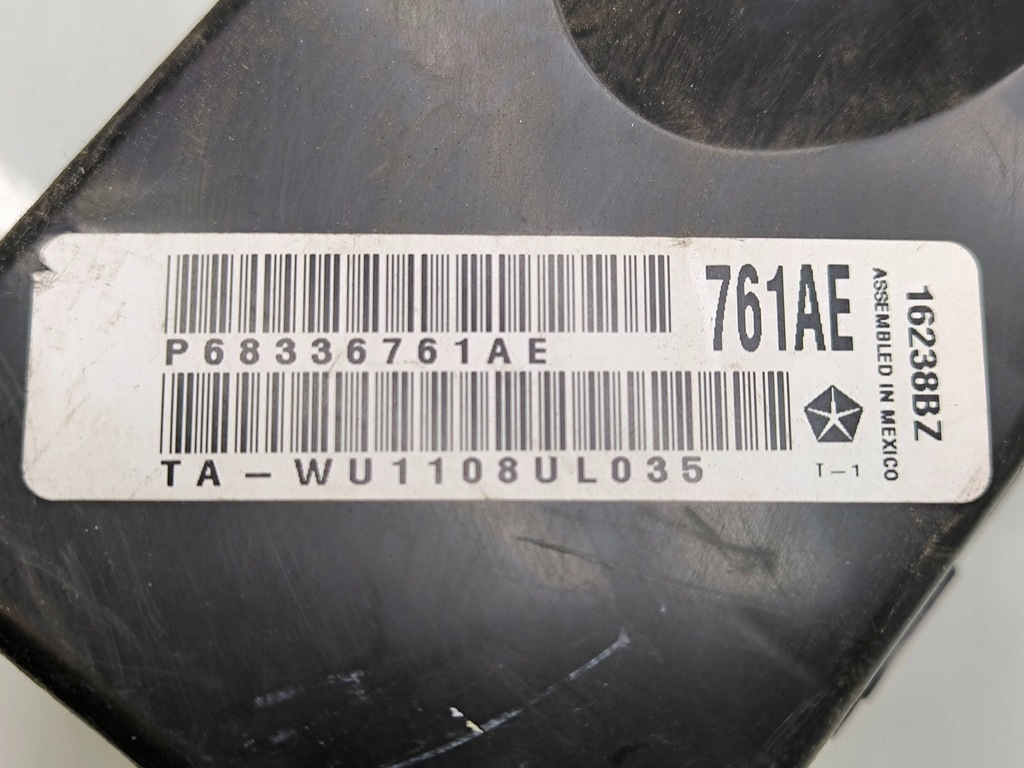 P68336761AE
761AE
TA-WU1108UL035
T-1
ASSEMBLED IN MEXICO
16238BZ